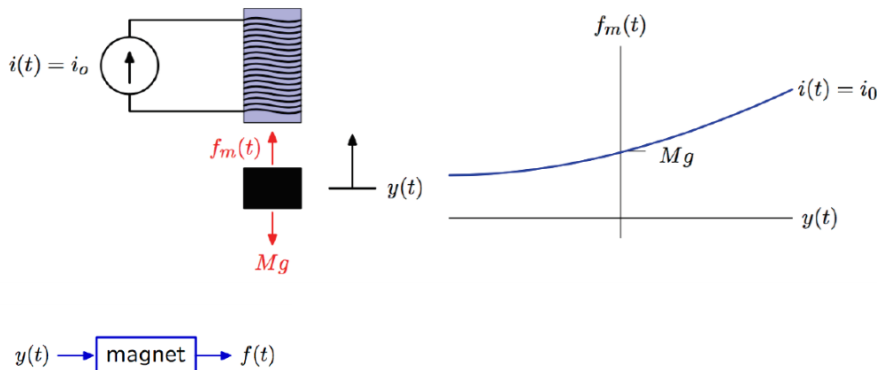 f_m(t)
i(t) = i_o
i(t) = i_0
f_m(t)
Mg
y(t)
y(t)
Mg
y(t) magnet f(t)